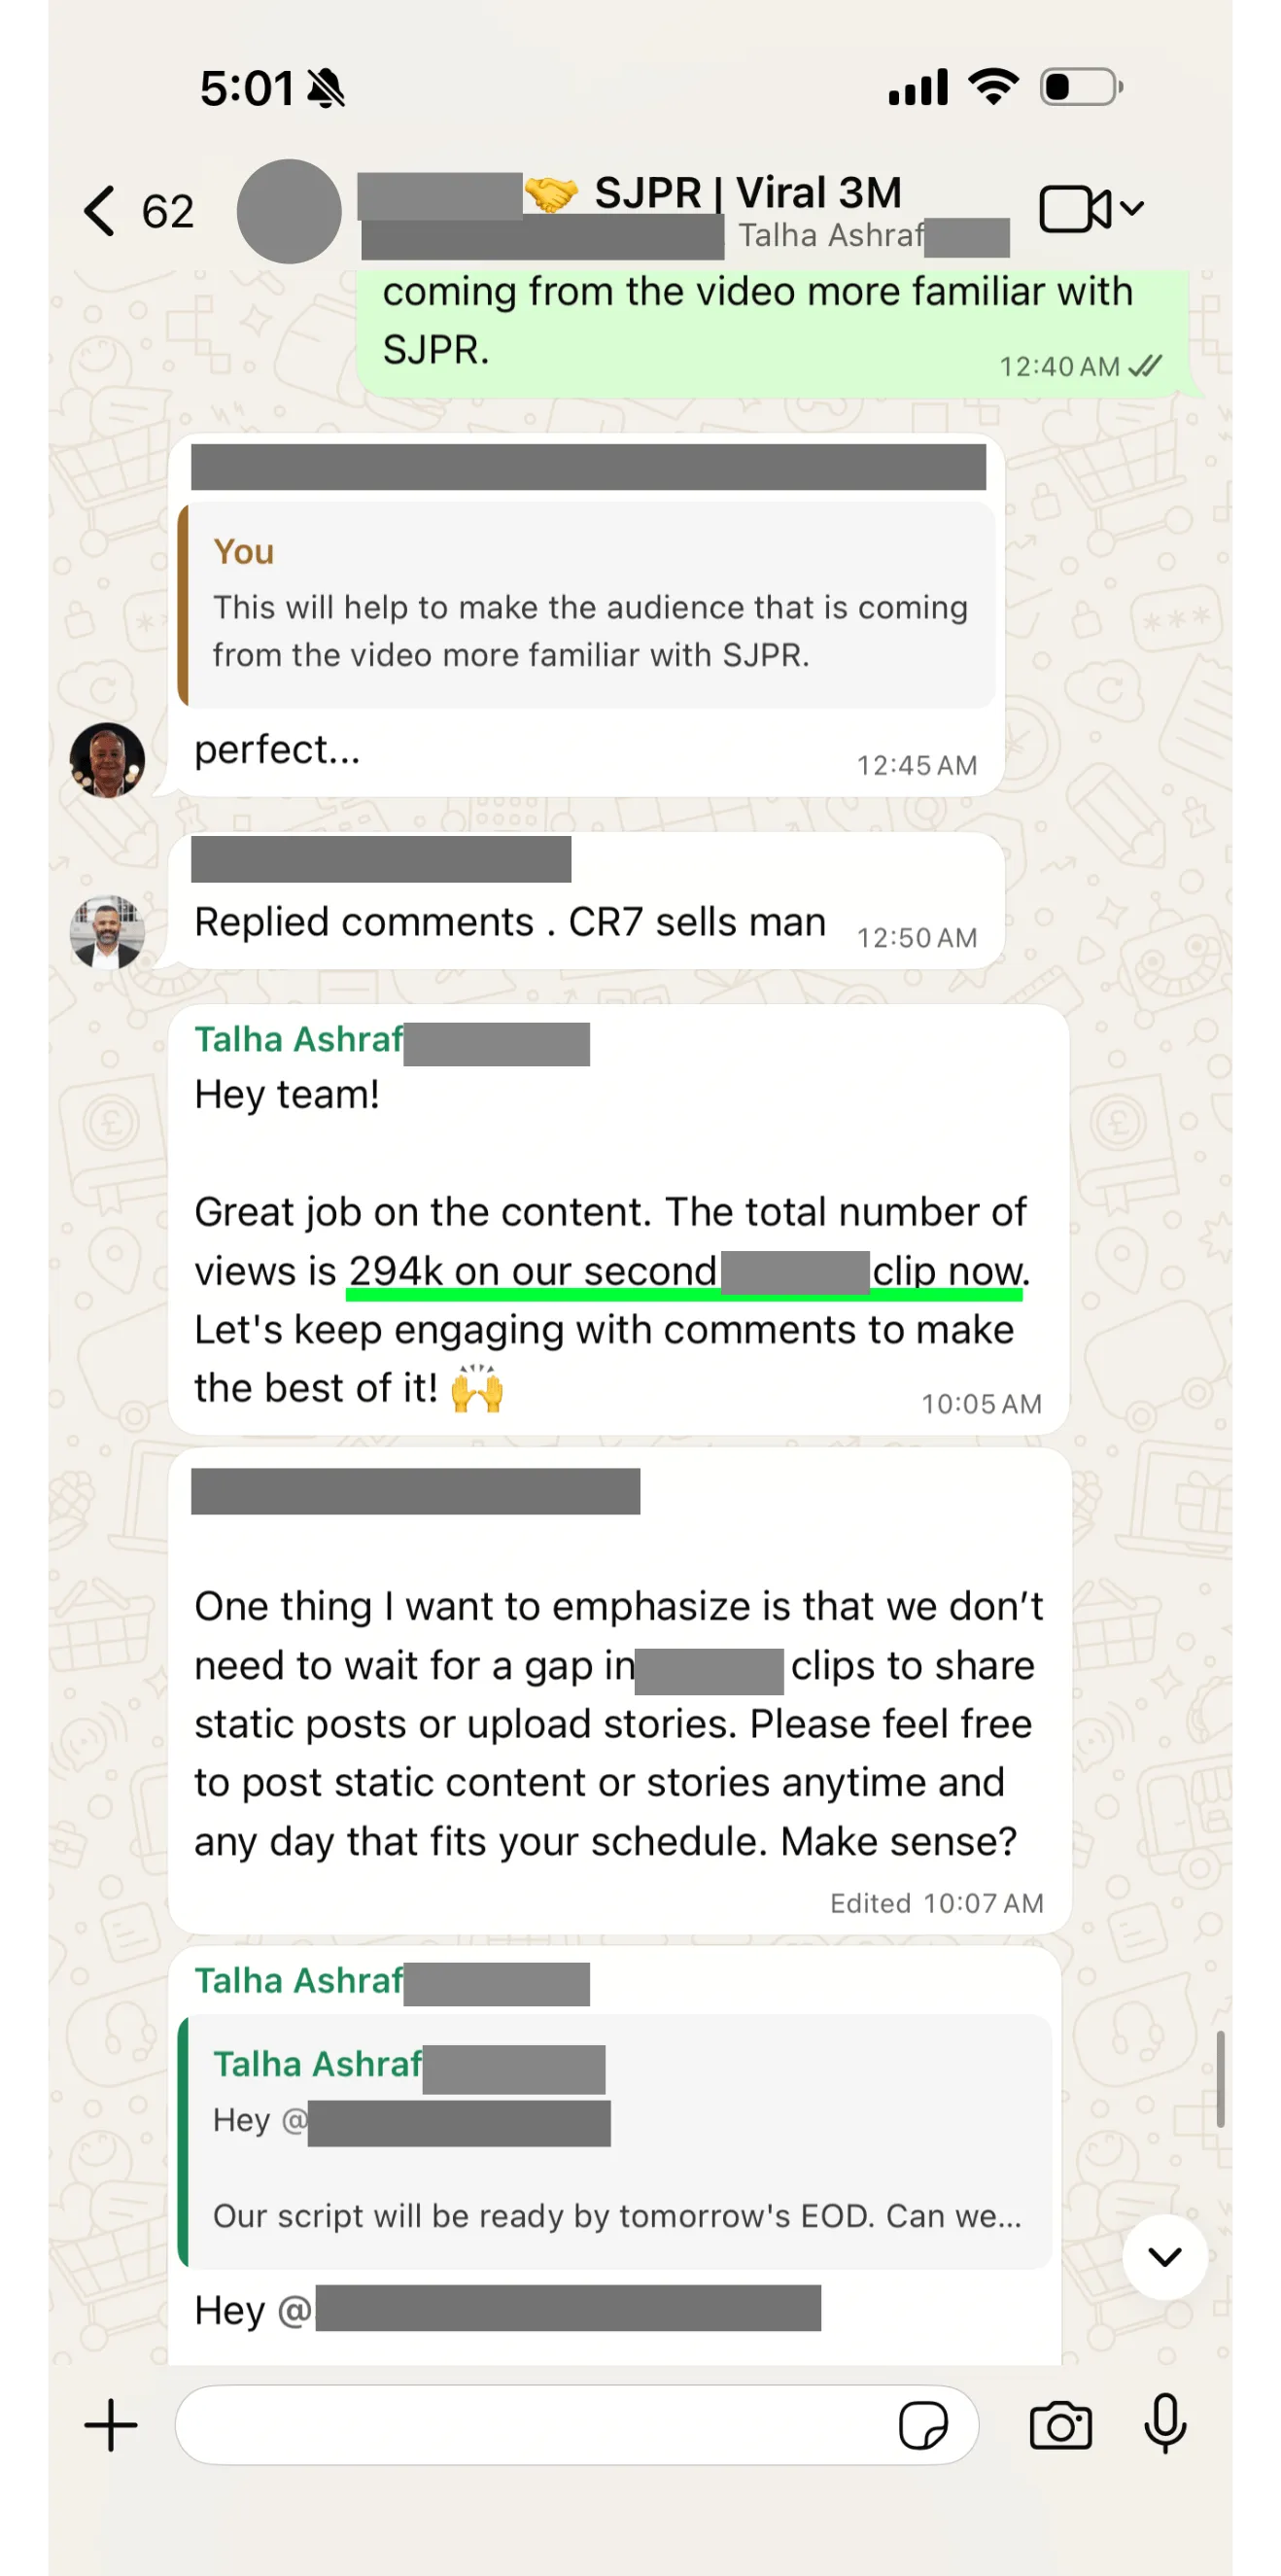 5:01
62
🤝 SJPR | Viral 3M
Talha Ashraf
coming from the video more familiar with
SJPR.
12:40 AM
You
This will help to make the audience that is coming
from the video more familiar with SJPR.
perfect...
12:45 AM
Replied comments . CR7 sells man
12:50 AM
Talha Ashraf
Hey team!
Great job on the content. The total number of
views is 294k on our second clip now.
Let's keep engaging with comments to make
the best of it! 🙌
10:05 AM
One thing I want to emphasize is that we don’t
need to wait for a gap in clips to share
static posts or upload stories. Please feel free
to post static content or stories anytime and
any day that fits your schedule. Make sense?
Edited 10:07 AM
Talha Ashraf
Talha Ashraf
Hey @
Our script will be ready by tomorrow's EOD. Can we...
Hey @